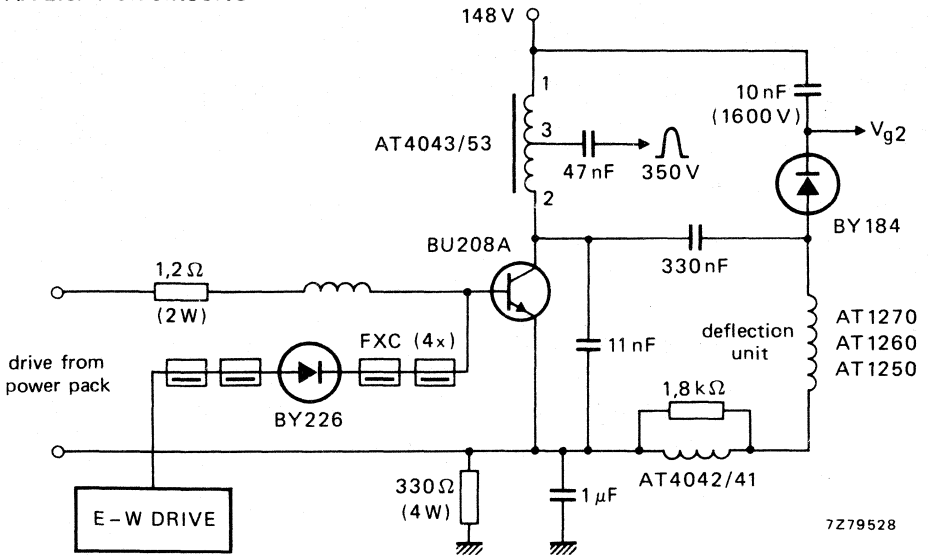 148 V
1
10 nF
(1600 V)
AT4043/53
3
Vg2
47 nF
350 V
2
BY184
BU208A
330 nF
1,2 Ω
(2W)
deflection
unit
AT1270
AT1260
AT1250
FXC (4x)
11 nF
drive from
power pack
1,8 kΩ
BY226
AT4042/41
330 Ω
(4W)
1 μF
E–W DRIVE
7Z79528